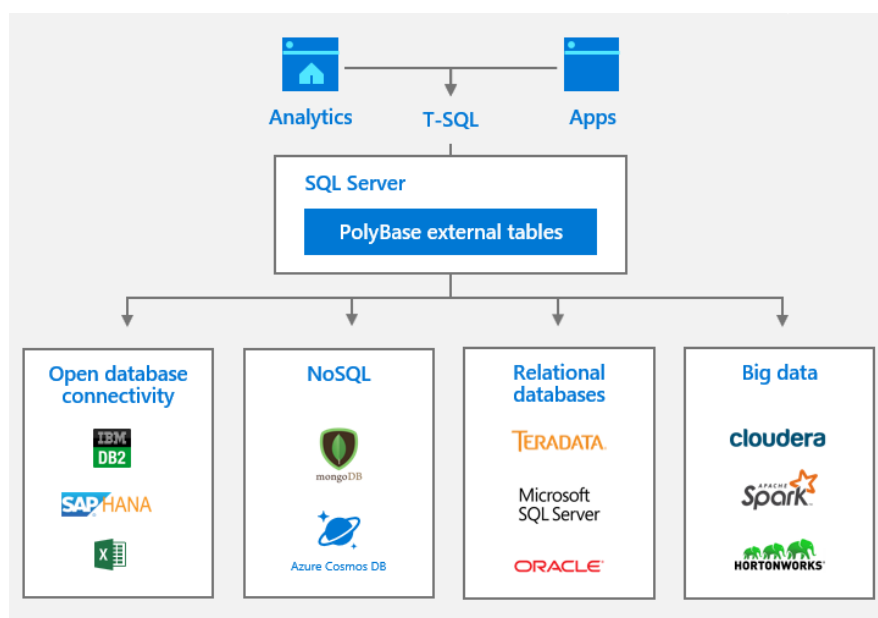 Analytics
T-SQL
Apps
SQL Server
PolyBase external tables
Open database
connectivity
IBM
DB2
SAP HANA
X
NoSQL
mongoDB
Azure Cosmos DB
Relational
databases
TERADATA
Microsoft
SQL Server
ORACLE
Big data
cloudera
APACHE
Spark
HORTONWORKS